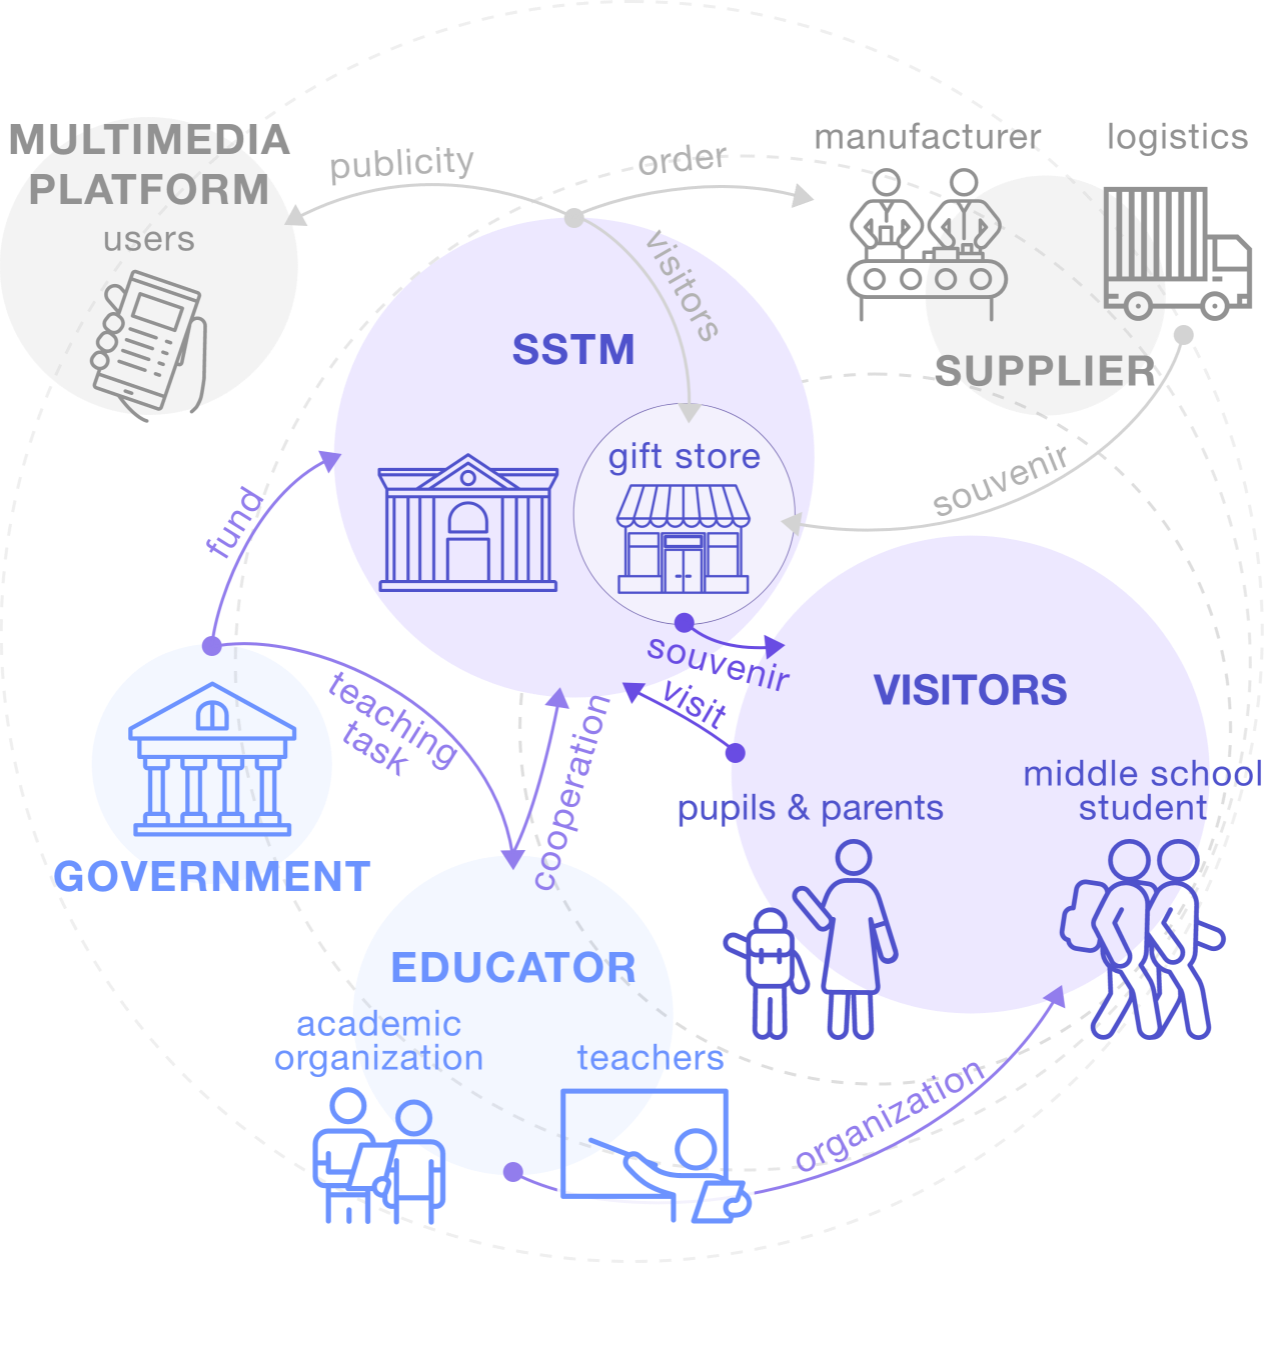 MULTIMEDIA
PLATFORM
users
publicity
order
manufacturer
logistics
visitors
SSTM
SUPPLIER
gift store
souvenir
fund
souvenir
visit
VISITORS
teaching
task
cooperation
pupils & parents
middle school
student
GOVERNMENT
EDUCATOR
academic
organization
teachers
organization